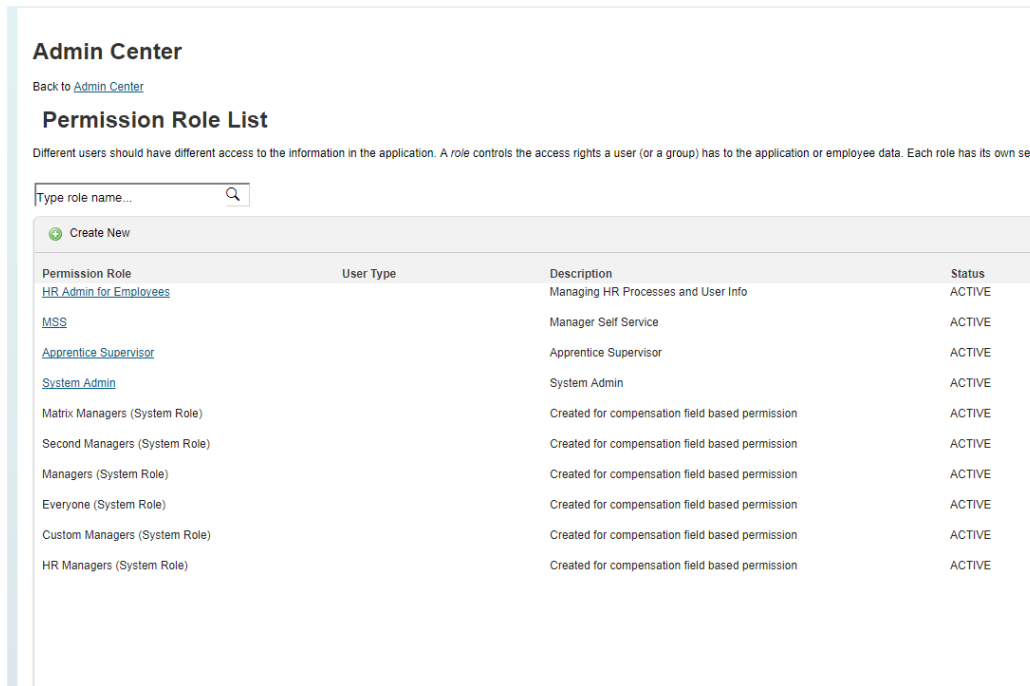 Admin Center
Back to Admin Center
Permission Role List
Different users should have different access to the information in the application. A role controls the access rights a user (or a group) has to the application or employee data. Each role has its own se
Type role name...
Create New
Permission Role User Type Description Status
HR Admin for Employees Managing HR Processes and User Info ACTIVE
MSS Manager Self Service ACTIVE
Apprentice Supervisor Apprentice Supervisor ACTIVE
System Admin System Admin ACTIVE
Matrix Managers (System Role) Created for compensation field based permission ACTIVE
Second Managers (System Role) Created for compensation field based permission ACTIVE
Managers (System Role) Created for compensation field based permission ACTIVE
Everyone (System Role) Created for compensation field based permission ACTIVE
Custom Managers (System Role) Created for compensation field based permission ACTIVE
HR Managers (System Role) Created for compensation field based permission ACTIVE